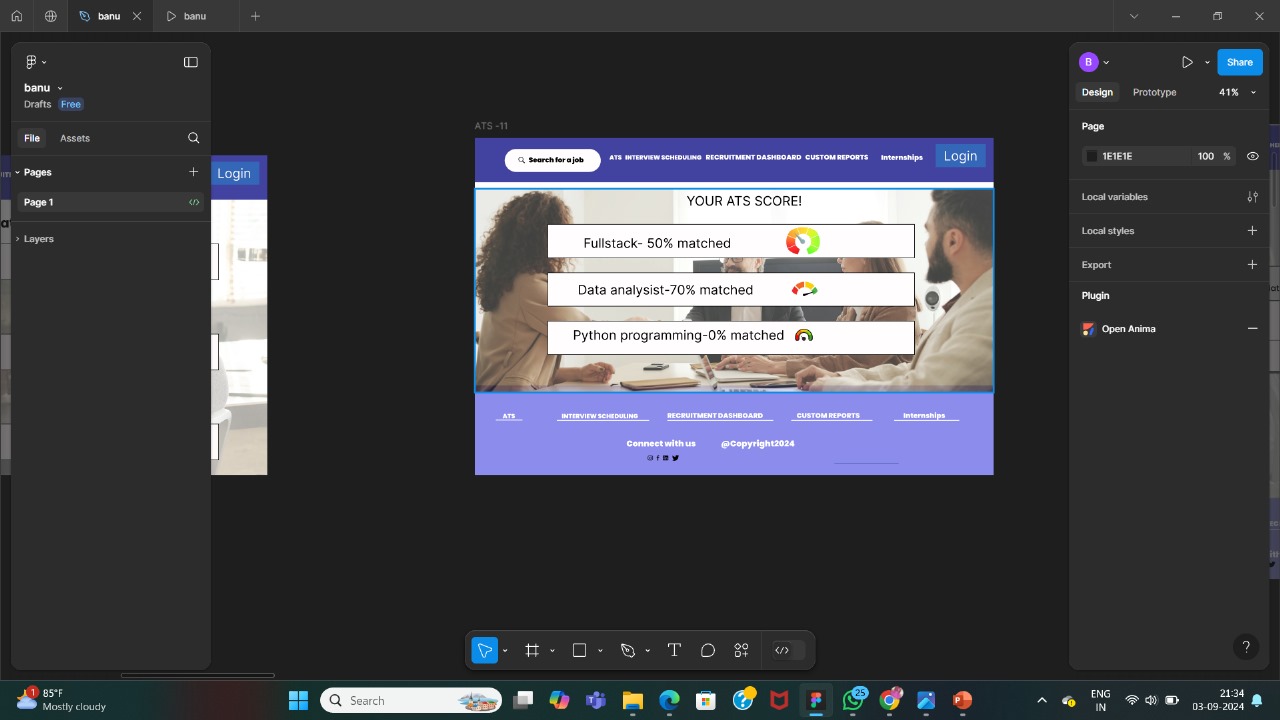 banu
banu
banu
Drafts Free
File Assets
Page 1
Layers
Login
ATS -11
Search for a job
ATS INTERVIEW SCHEDULING RECRUITMENT DASHBOARD CUSTOM REPORTS Internships Login
YOUR ATS SCORE!
Fullstack- 50% matched
Data analysist-70% matched
Python programming-0% matched
ATS INTERVIEW SCHEDULING RECRUITMENT DASHBOARD CUSTOM REPORTS Internships
Connect with us @Copyright2024
B
Share
Design Prototype 41%
Page
1E1E1E 100 %
Local variables
Local styles
Export
Plugin
Open Anima
?
1
85°F
Mostly cloudy
Search
25
ENG
IN
21:34
03-09-2024